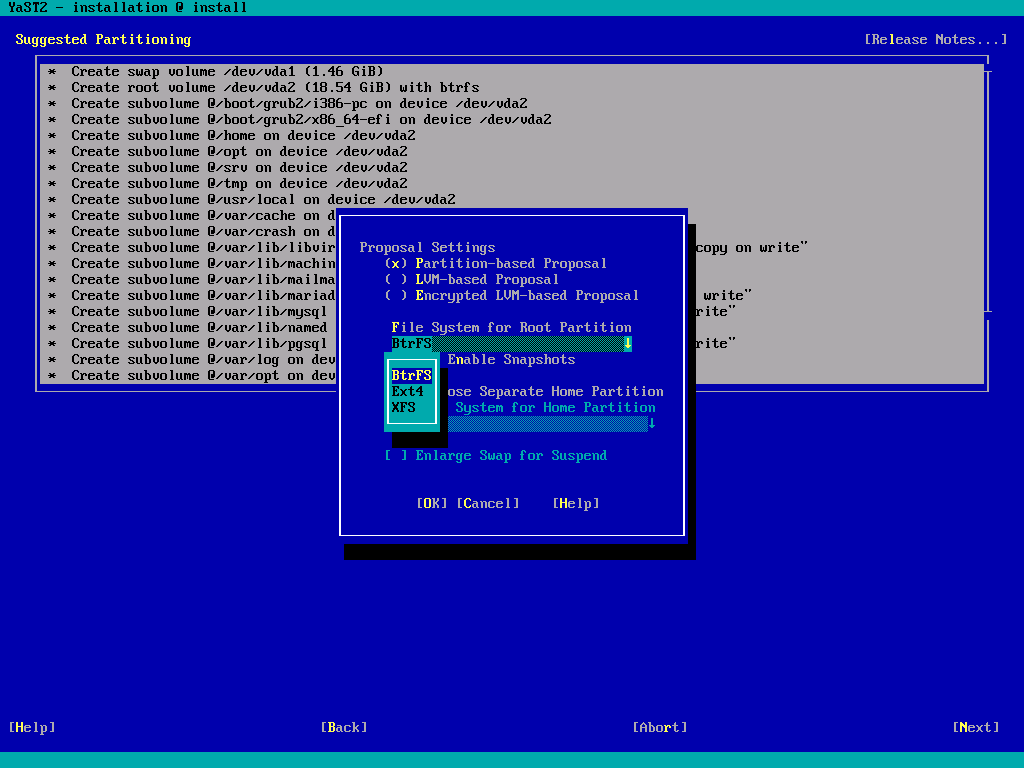 YaST2 - installation @ install
Suggested Partitioning [Release Notes...]
* Create swap volume /dev/vda1 (1.46 GiB)
* Create root volume /dev/vda2 (18.54 GiB) with btrfs
* Create subvolume @/boot/grub2/i386-pc on device /dev/vda2
* Create subvolume @/boot/grub2/x86_64-efi on device /dev/vda2
* Create subvolume @/home on device /dev/vda2
* Create subvolume @/opt on device /dev/vda2
* Create subvolume @/srv on device /dev/vda2
* Create subvolume @/tmp on device /dev/vda2
* Create subvolume @/usr/local on device /dev/vda2
* Create subvolume @/var/cache on d
* Create subvolume @/var/crash on d
* Create subvolume @/var/lib/libvir copy on write"
* Create subvolume @/var/lib/machin
* Create subvolume @/var/lib/mailma
* Create subvolume @/var/lib/mariad write"
* Create subvolume @/var/lib/mysql rite"
* Create subvolume @/var/lib/named
* Create subvolume @/var/lib/pgsql rite"
* Create subvolume @/var/log on dev
* Create subvolume @/var/opt on dev
Proposal Settings
(x) Partition-based Proposal
( ) LVM-based Proposal
( ) Encrypted LVM-based Proposal
File System for Root Partition
BtrFS↓
Enable Snapshots
BtrFS
Ext4 ose Separate Home Partition
XFS System for Home Partition
↓
[ ] Enlarge Swap for Suspend
[OK] [Cancel] [Help]
[Help] [Back] [Abort] [Next]